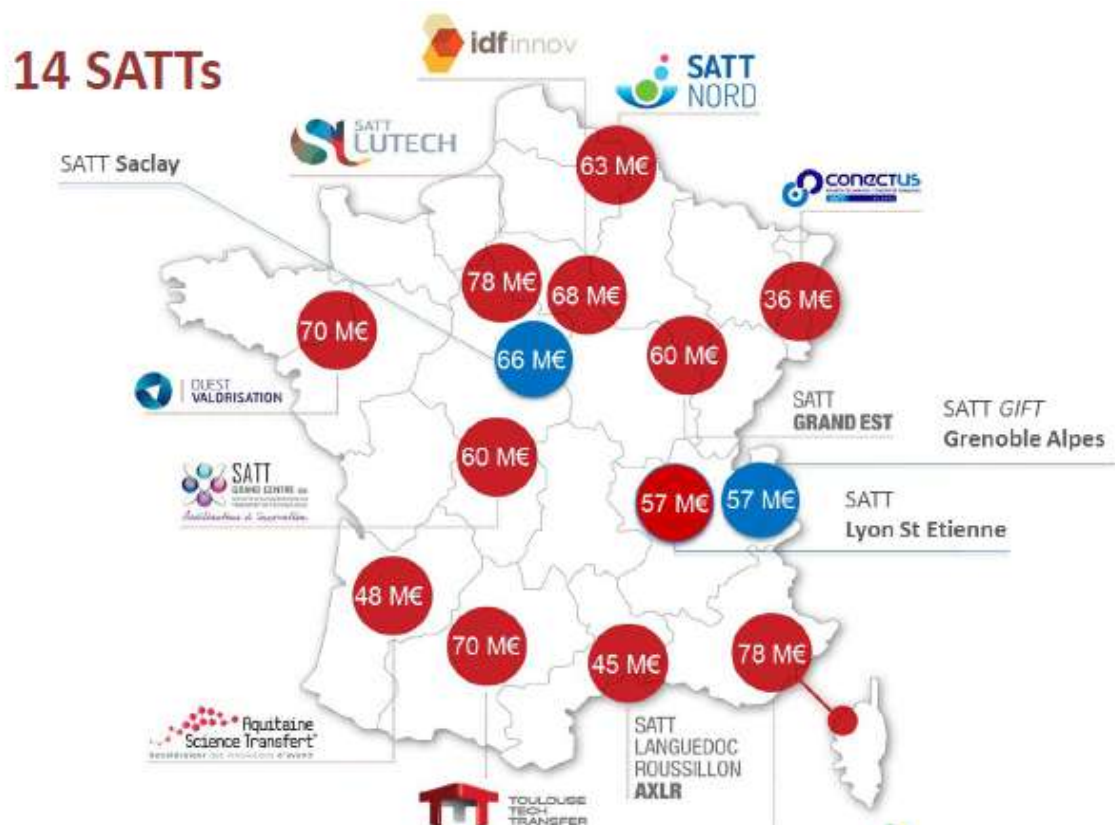 14 SATTs
idfinnov
SATT
NORD
SATT
LUTECH
SATT Saclay
63 M€
CONECTUS
78 M€
68 M€
36 M€
70 M€
66 M€
60 M€
OUEST
VALORISATION
SATT
GRAND EST
SATT GIFT
Grenoble Alpes
60 M€
SATT
GRAND CENTRE
57 M€
57 M€
SATT
Lyon St Etienne
48 M€
70 M€
45 M€
78 M€
Aquitaine
Science Transfert
SATT
LANGUEDOC
ROUSSILLON
AXLR
TOULOUSE
TECH
TRANSFER